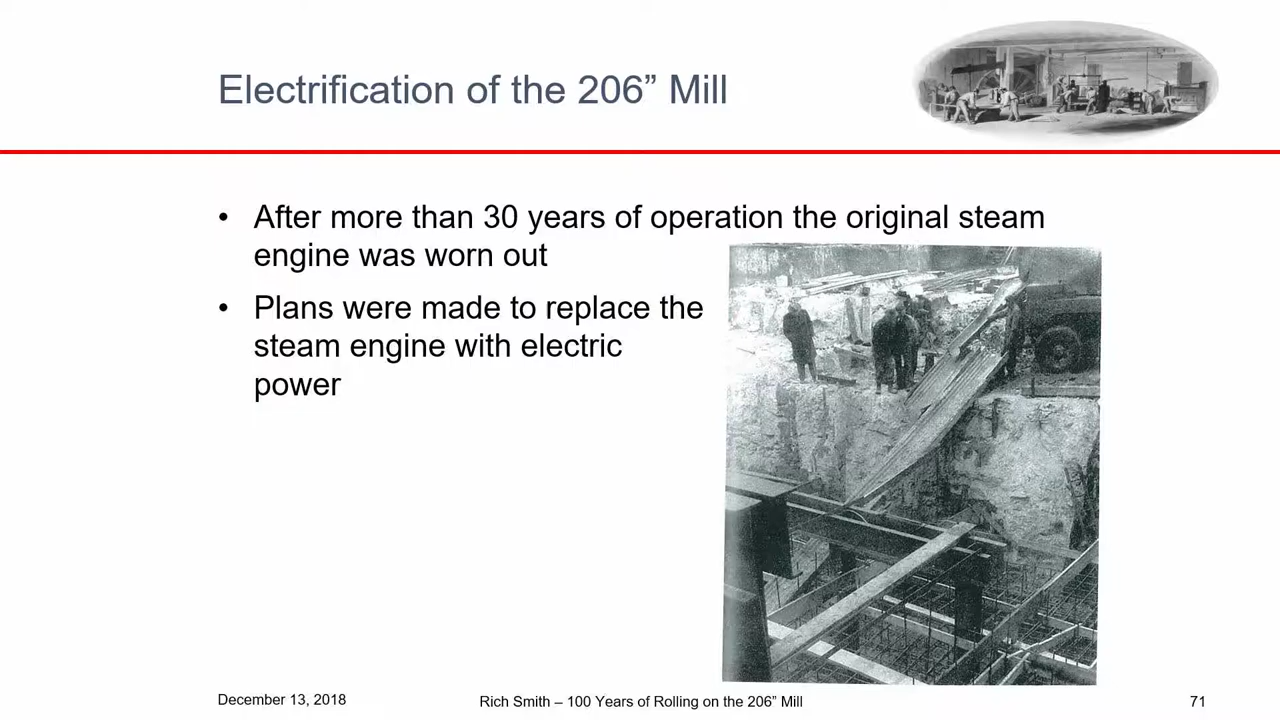 Electrification of the 206” Mill
• After more than 30 years of operation the original steam
engine was worn out
• Plans were made to replace the
steam engine with electric
power
December 13, 2018
Rich Smith – 100 Years of Rolling on the 206” Mill
71